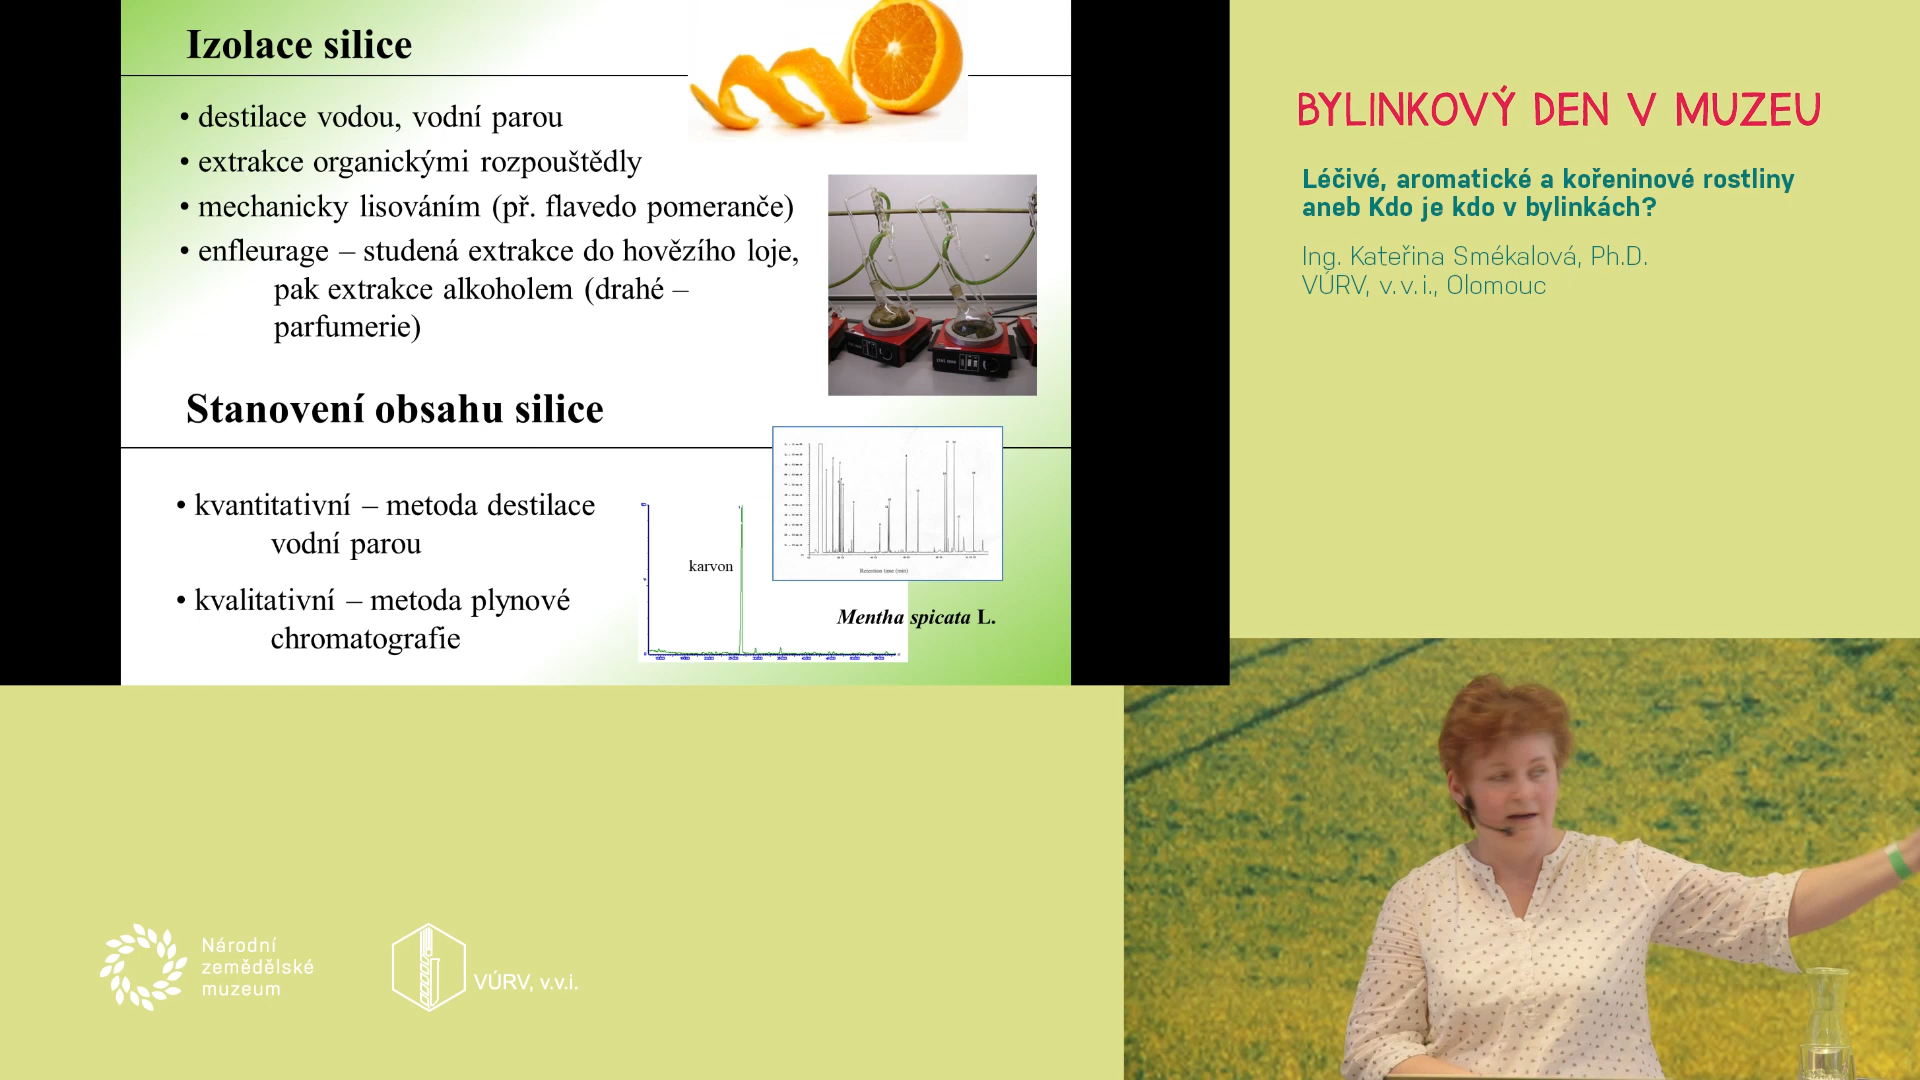 Izolace silice
• destilace vodou, vodní parou
• extrakce organickými rozpouštědly
• mechanicky lisováním (př. flavedo pomeranče)
• enfleurage – studená extrakce do hovězího loje,
pak extrakce alkoholem (drahé –
parfumerie)
Stanovení obsahu silice
• kvantitativní – metoda destilace
vodní parou
• kvalitativní – metoda plynové
chromatografie
karvon
Retention time (min)
Mentha spicata L.
BYLINKOVÝ DEN V MUZEU
Léčivé, aromatické a kořeninové rostliny
aneb Kdo je kdo v bylinkách?
Ing. Kateřina Smékalová, Ph.D.
VÚRV, v.v.i., Olomouc
Národní
zemědělské
muzeum
VÚRV, v.v.i.